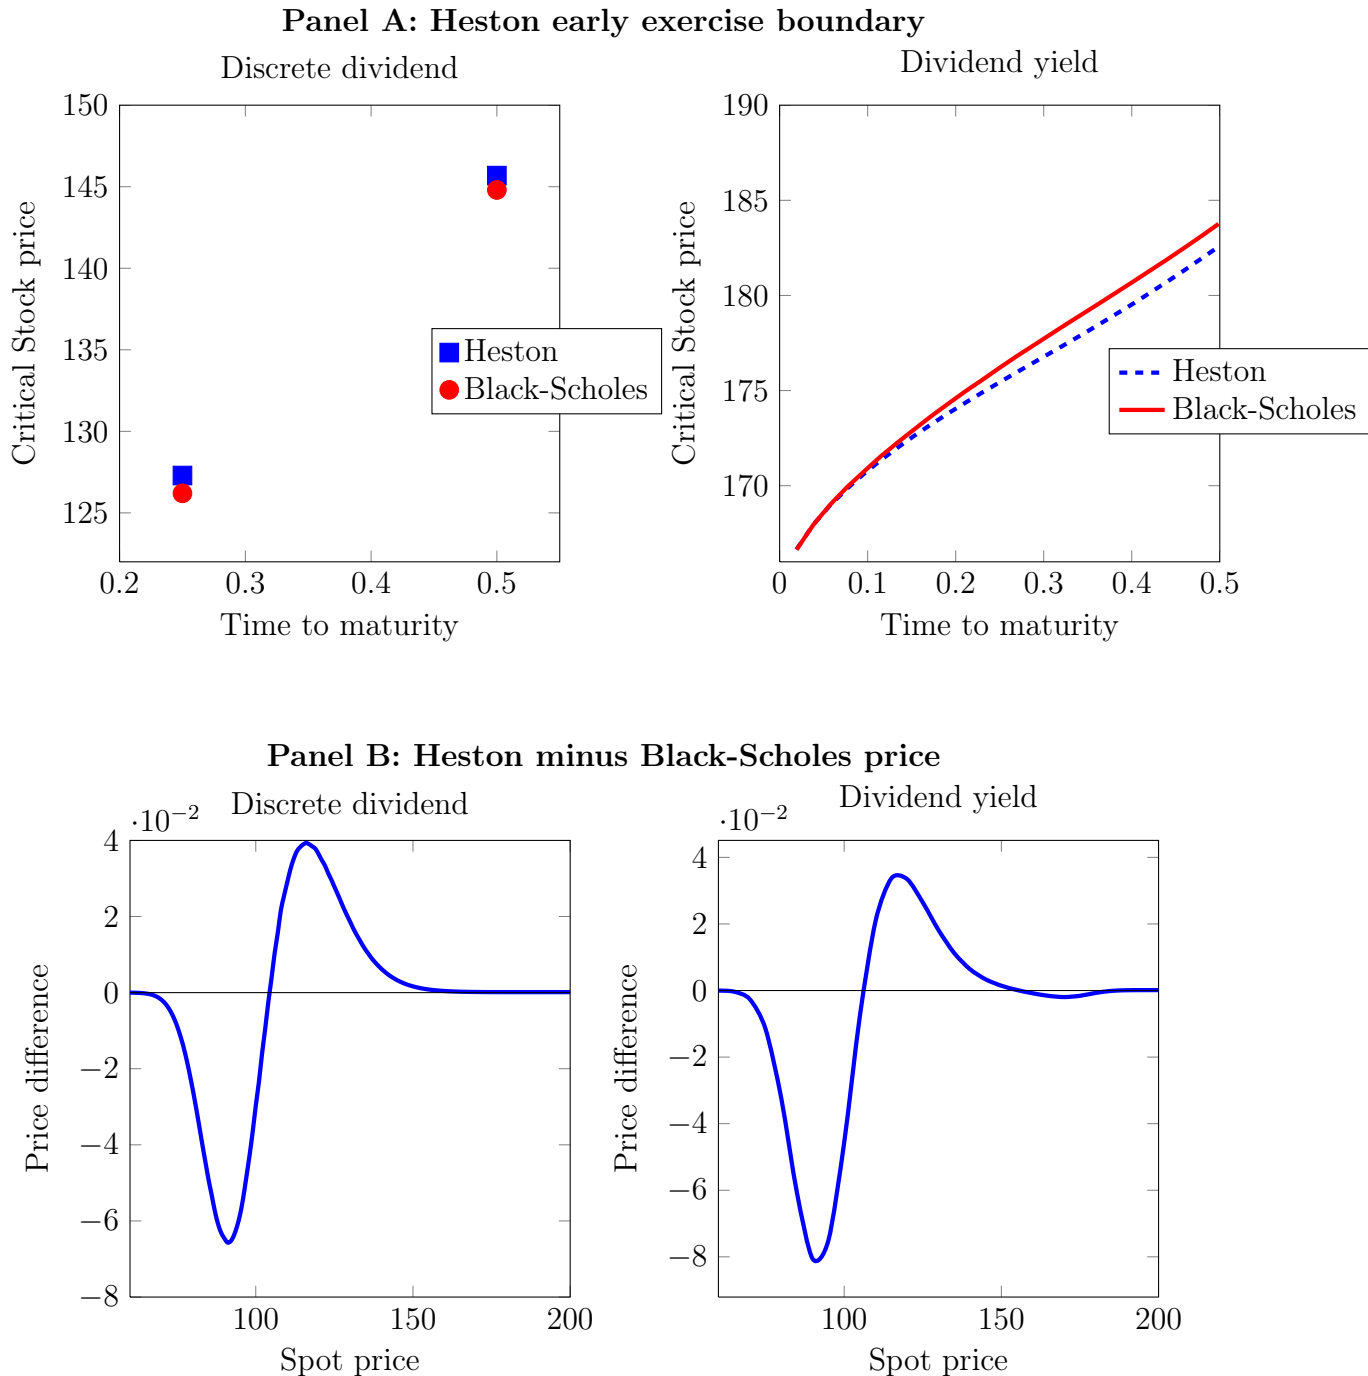 Panel A: Heston early exercise boundary
Discrete dividend
150
145
140
135
130
125
0.2 0.3 0.4 0.5
Critical Stock price
Time to maturity
Heston
Black-Scholes
Dividend yield
190
185
180
175
170
0 0.1 0.2 0.3 0.4 0.5
Critical Stock price
Time to maturity
Heston
Black-Scholes
Panel B: Heston minus Black-Scholes price
Discrete dividend
·10−2
4
2
0
−2
−4
−6
−8
100 150 200
Price difference
Spot price
Dividend yield
·10−2
4
2
0
−2
−4
−6
−8
100 150 200
Price difference
Spot price